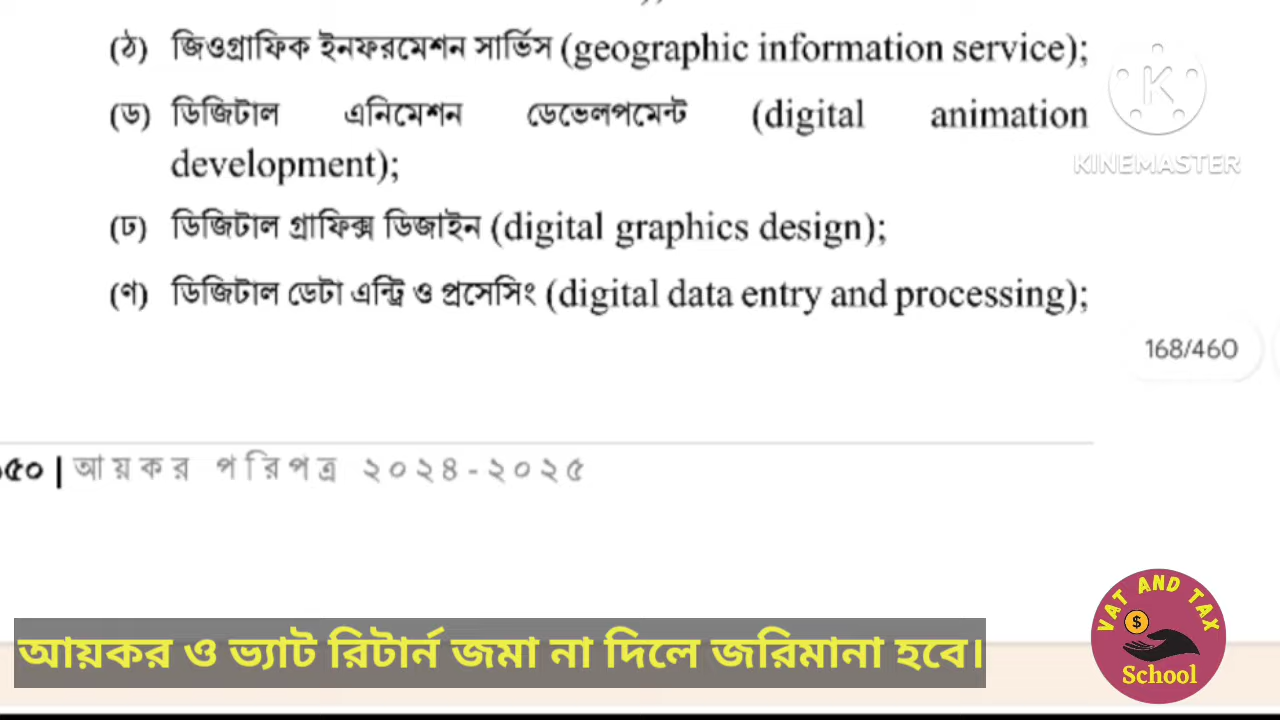 (ঠ) জিওগ্রাফিক ইনফরমেশন সার্ভিস (geographic information service);
(ড) ডিজিটাল এনিমেশন ডেভেলপমেন্ট (digital animation
development);
(ঢ) ডিজিটাল গ্রাফিক্স ডিজাইন (digital graphics design);
(ণ) ডিজিটাল ডেটা এন্ট্রি ও প্রসেসিং (digital data entry and processing);
K
KINEMASTER
168/460
৫০ | আয়কর পরিপত্র ২০২৪-২০২৫
আয়কর ও ভ্যাট রিটার্ন জমা না দিলে জরিমানা হবে।
VAT AND TAX
$
School